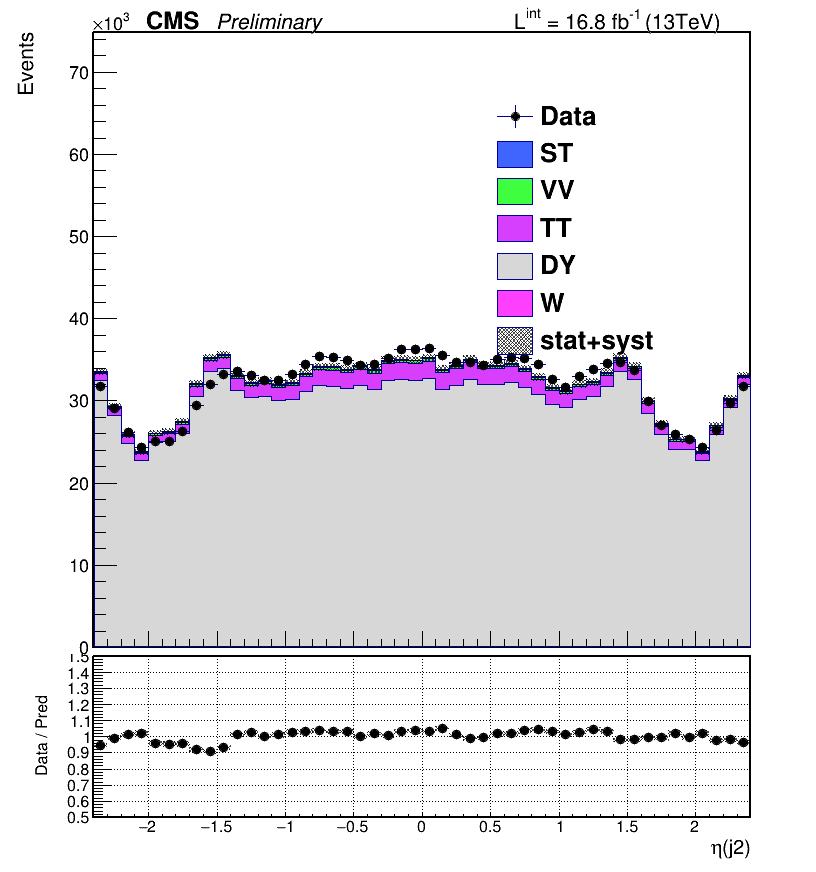 ×10³ CMS Preliminary L^int = 16.8 fb⁻¹ (13TeV)
Events
70
60
50
40
30
20
10
0
Data
ST
VV
TT
DY
W
stat+syst
Data / Pred
1.5
1.4
1.3
1.2
1.1
1
0.9
0.8
0.7
0.6
0.5
−2 −1.5 −1 −0.5 0 0.5 1 1.5 2
η(j2)